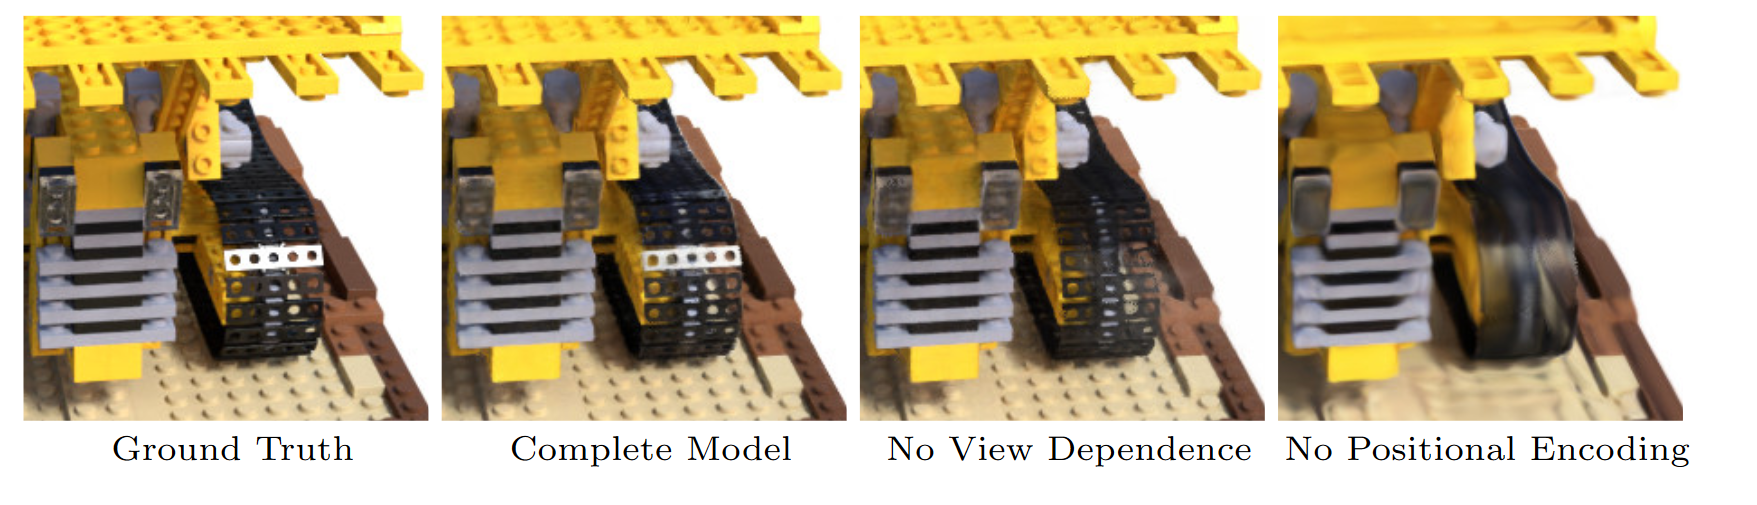 Ground Truth
Complete Model
No View Dependence
No Positional Encoding